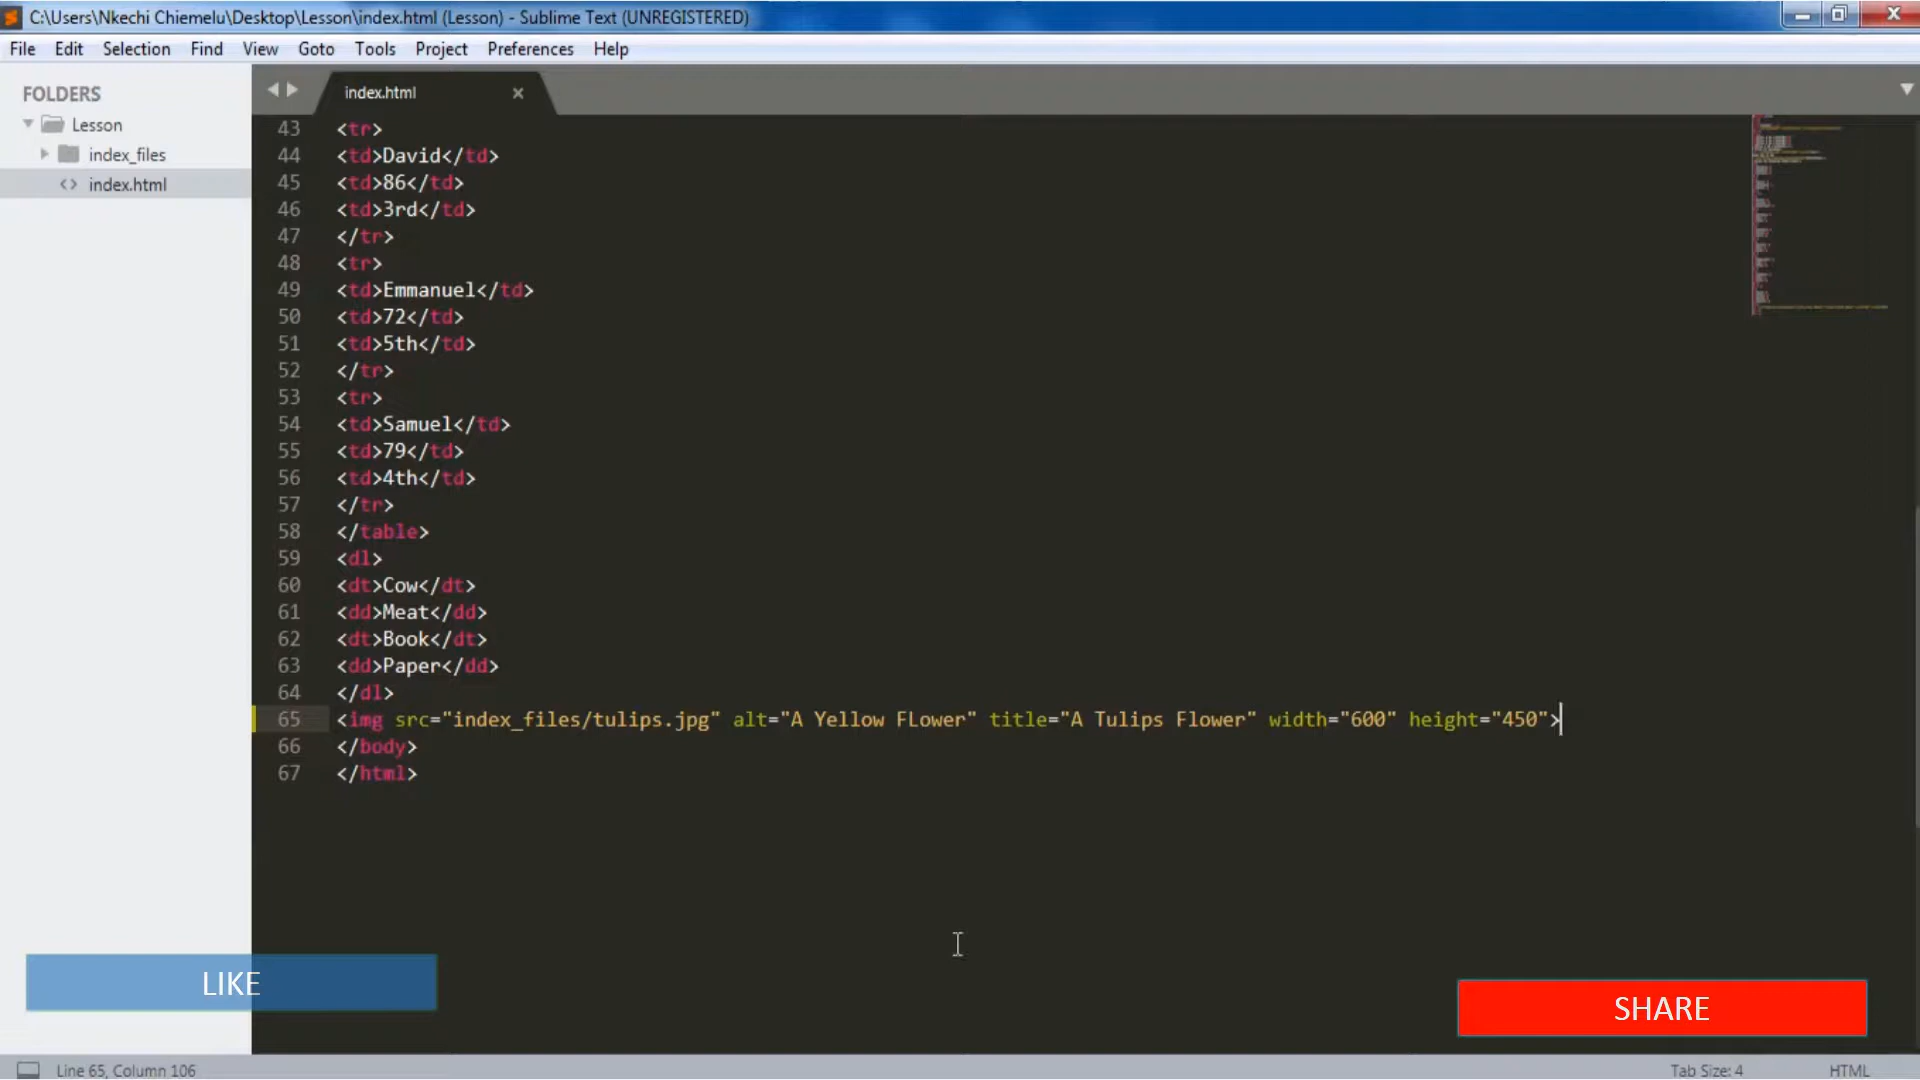 C:\Users\Nkechi Chiemelu\Desktop\Lesson\index.html (Lesson) - Sublime Text (UNREGISTERED)
File Edit Selection Find View Goto Tools Project Preferences Help
FOLDERS
Lesson
index_files
index.html
index.html
43 <tr>
44 <td>David</td>
45 <td>86</td>
46 <td>3rd</td>
47 </tr>
48 <tr>
49 <td>Emmanuel</td>
50 <td>72</td>
51 <td>5th</td>
52 </tr>
53 <tr>
54 <td>Samuel</td>
55 <td>79</td>
56 <td>4th</td>
57 </tr>
58 </table>
59 <dl>
60 <dt>Cow</dt>
61 <dd>Meat</dd>
62 <dt>Book</dt>
63 <dd>Paper</dd>
64 </dl>
65 <img src="index_files/tulips.jpg" alt="A Yellow FLower" title="A Tulips Flower" width="600" height="450">
66 </body>
67 </html>
LIKE
SHARE
Line 65, Column 106
Tab Size: 4
HTML